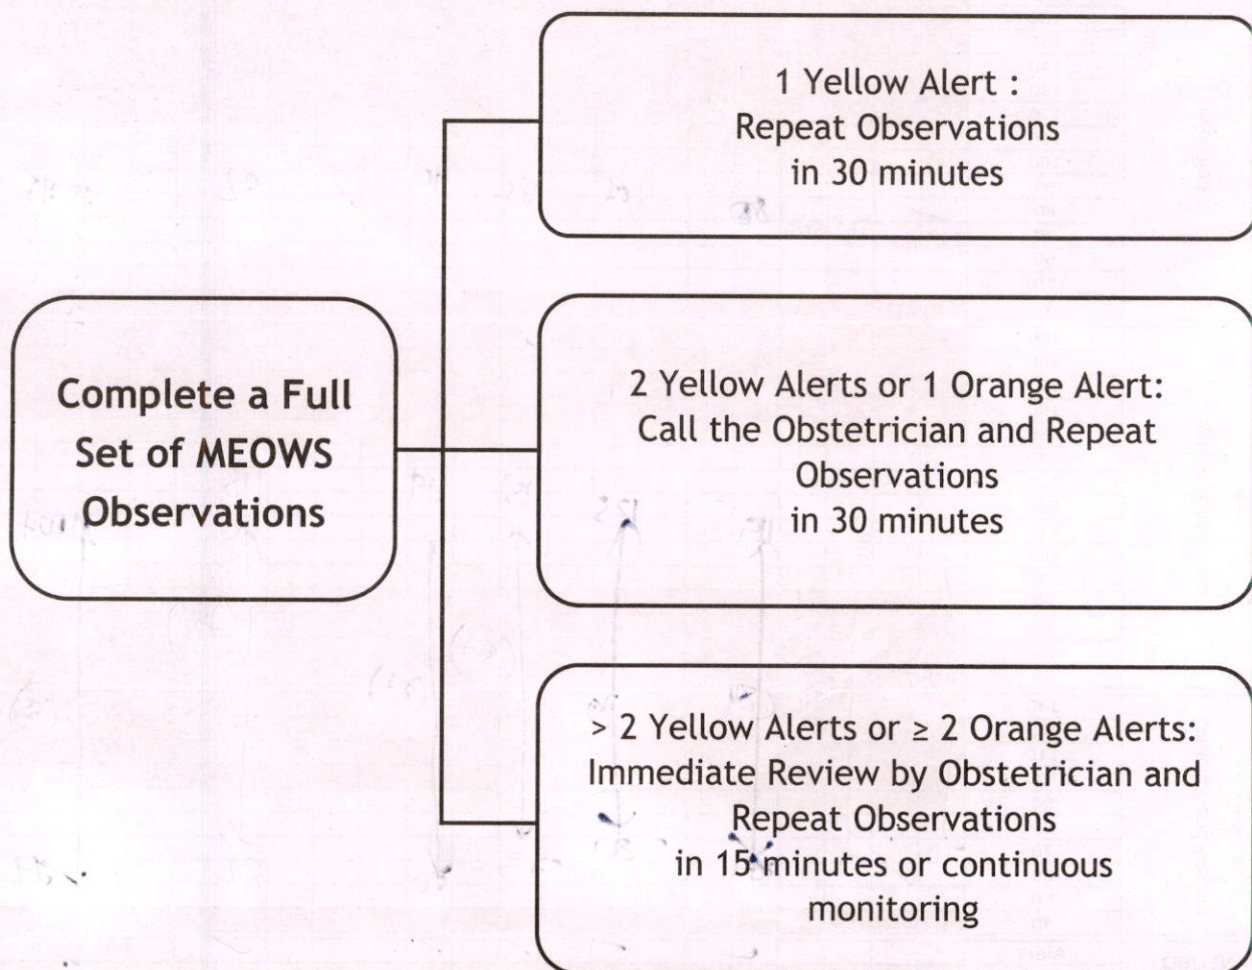 1 Yellow Alert :
Repeat Observations
in 30 minutes
Complete a Full
Set of MEOWS
Observations
2 Yellow Alerts or 1 Orange Alert:
Call the Obstetrician and Repeat
Observations
in 30 minutes
> 2 Yellow Alerts or ≥ 2 Orange Alerts:
Immediate Review by Obstetrician and
Repeat Observations
in 15 minutes or continuous
monitoring